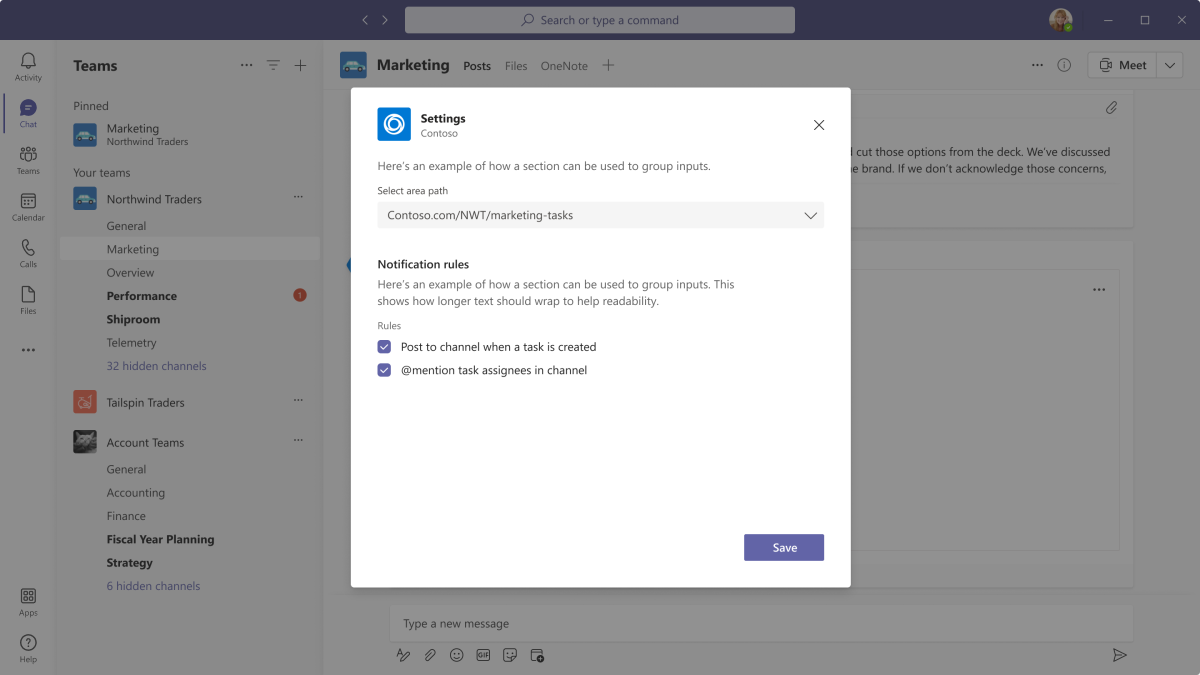 Search or type a command
Activity
Chat
Teams
Calendar
Calls
Files
Apps
Help
Teams
Pinned
Marketing
Northwind Traders
Your teams
Northwind Traders
General
Marketing
Overview
Performance
1
Shiproom
Telemetry
32 hidden channels
Tailspin Traders
Account Teams
General
Accounting
Finance
Fiscal Year Planning
Strategy
6 hidden channels
Marketing Posts Files OneNote
Meet
cut those options from the deck. We've discussed
brand. If we don't acknowledge those concerns,
Settings
Contoso
Here's an example of how a section can be used to group inputs.
Select area path
Contoso.com/NWT/marketing-tasks
Notification rules
Here's an example of how a section can be used to group inputs. This
shows how longer text should wrap to help readability.
Rules
Post to channel when a task is created
@mention task assignees in channel
Save
Type a new message
GIF